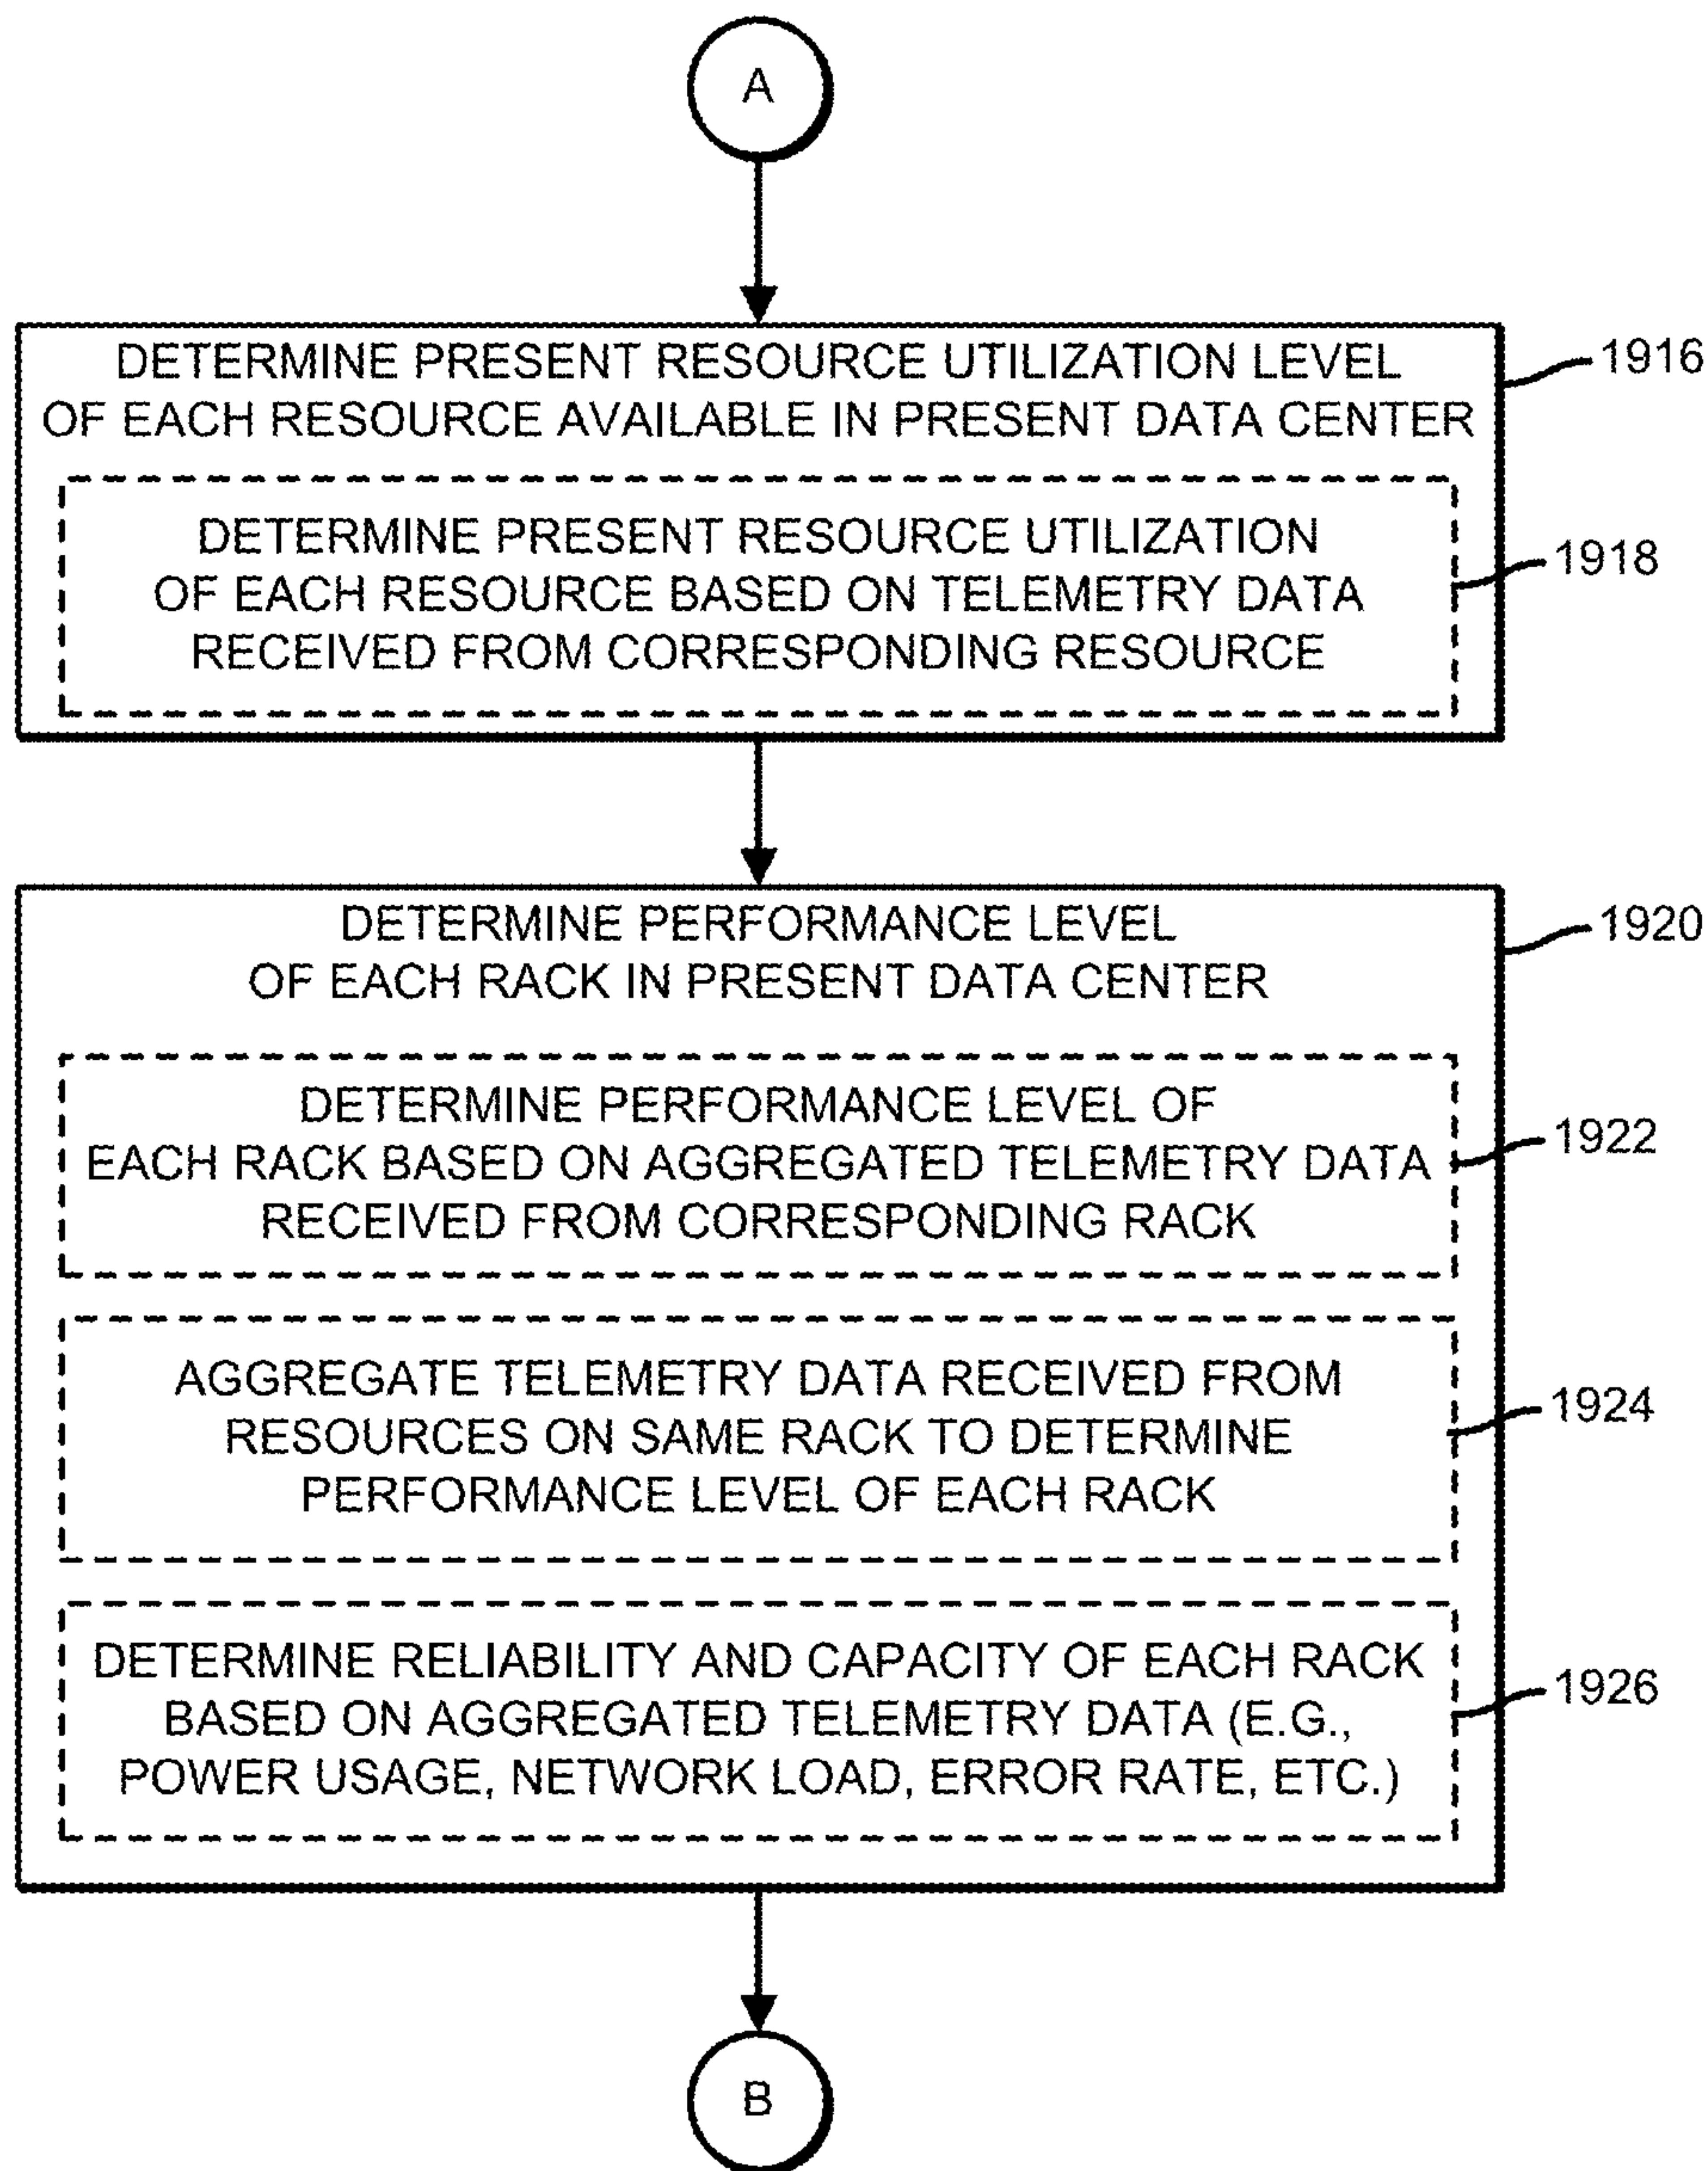 A
DETERMINE PRESENT RESOURCE UTILIZATION LEVEL
OF EACH RESOURCE AVAILABLE IN PRESENT DATA CENTER
1916
DETERMINE PRESENT RESOURCE UTILIZATION
OF EACH RESOURCE BASED ON TELEMETRY DATA
RECEIVED FROM CORRESPONDING RESOURCE
1918
DETERMINE PERFORMANCE LEVEL
OF EACH RACK IN PRESENT DATA CENTER
1920
DETERMINE PERFORMANCE LEVEL OF
EACH RACK BASED ON AGGREGATED TELEMETRY DATA
RECEIVED FROM CORRESPONDING RACK
1922
AGGREGATE TELEMETRY DATA RECEIVED FROM
RESOURCES ON SAME RACK TO DETERMINE
PERFORMANCE LEVEL OF EACH RACK
1924
DETERMINE RELIABILITY AND CAPACITY OF EACH RACK
BASED ON AGGREGATED TELEMETRY DATA (E.G.,
POWER USAGE, NETWORK LOAD, ERROR RATE, ETC.)
1926
B